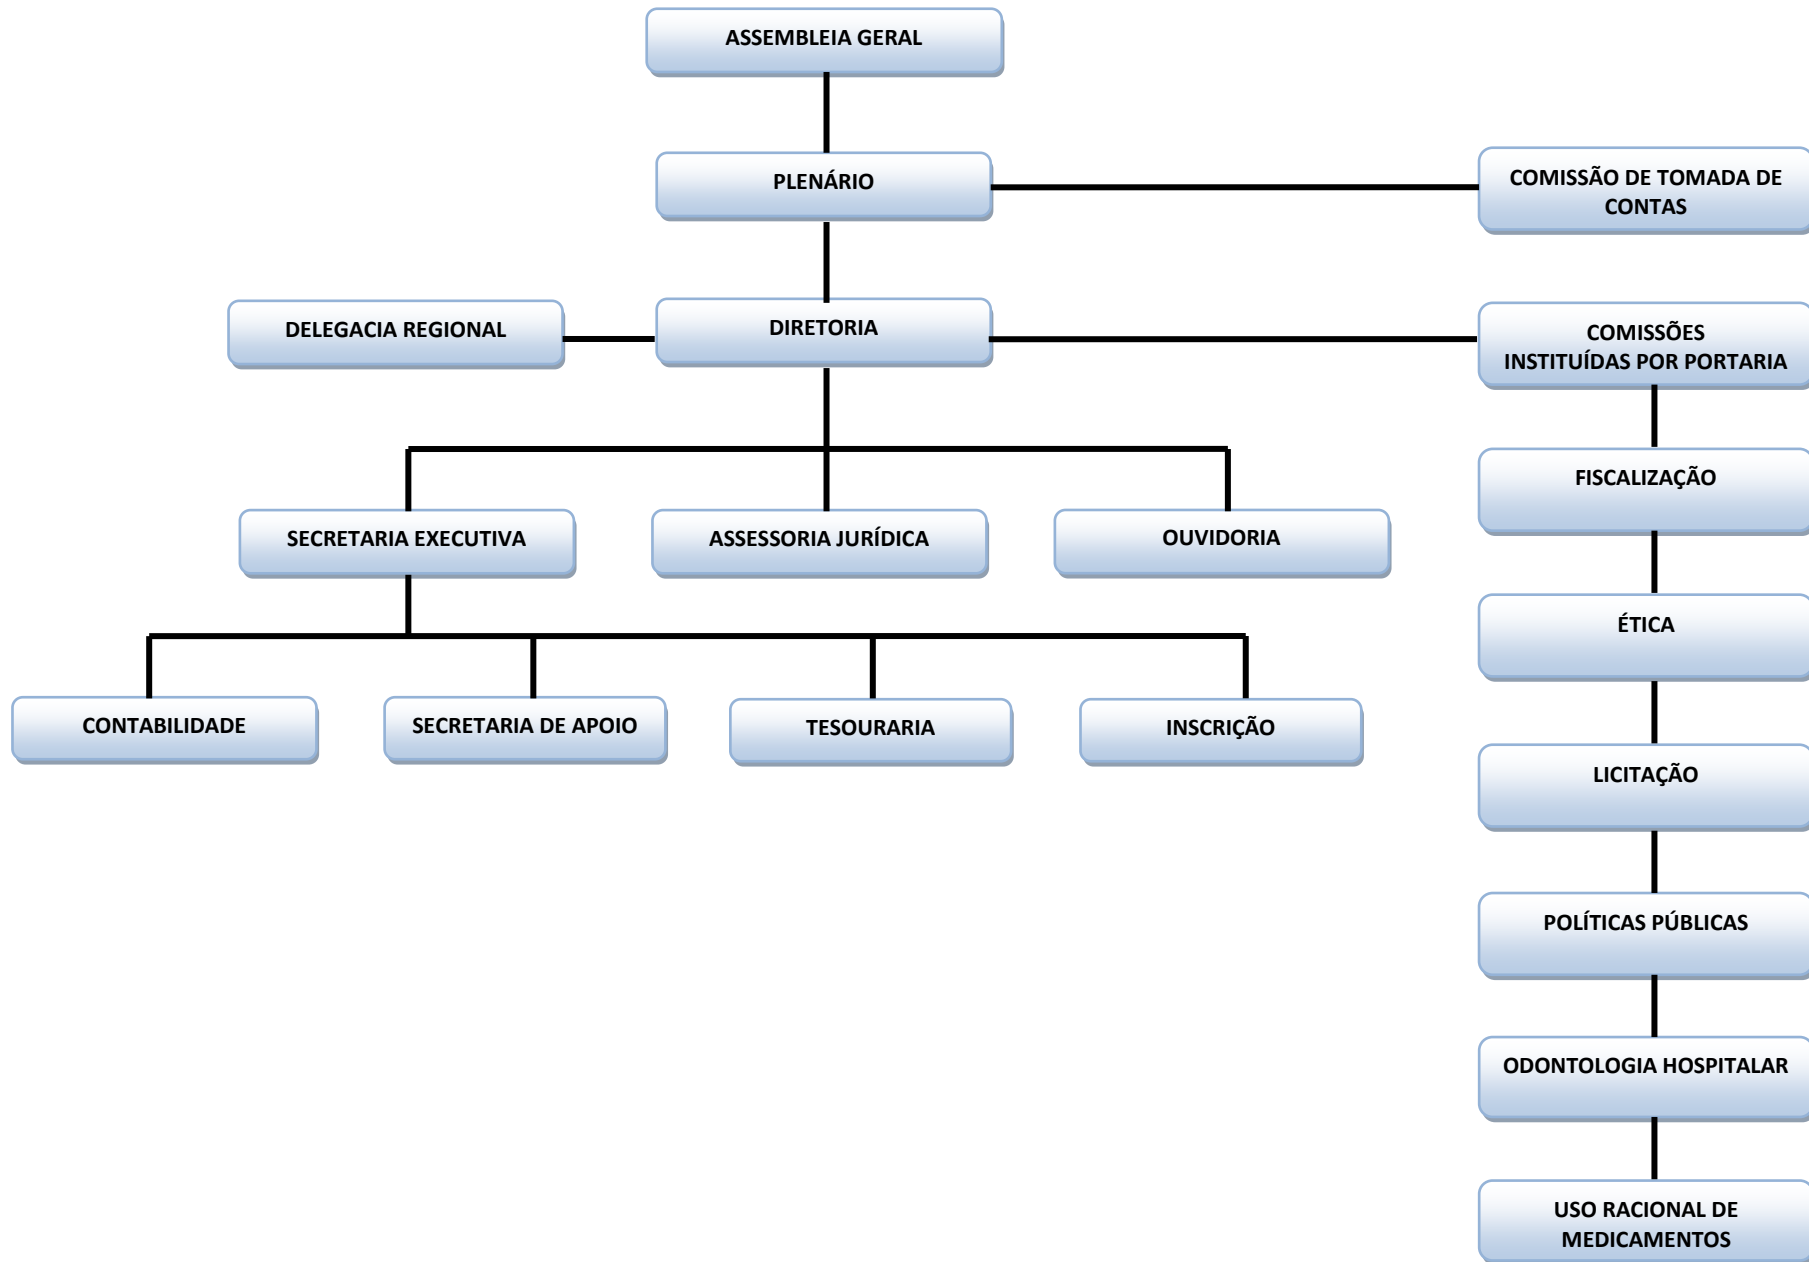 ASSEMBLEIA GERAL
PLENÁRIO
COMISSÃO DE TOMADA DE
CONTAS
DELEGACIA REGIONAL
DIRETORIA
COMISSÕES
INSTITUÍDAS POR PORTARIA
FISCALIZAÇÃO
SECRETARIA EXECUTIVA
ASSESSORIA JURÍDICA
OUVIDORIA
ÉTICA
CONTABILIDADE
SECRETARIA DE APOIO
TESOURARIA
INSCRIÇÃO
LICITAÇÃO
POLÍTICAS PÚBLICAS
ODONTOLOGIA HOSPITALAR
USO RACIONAL DE
MEDICAMENTOS